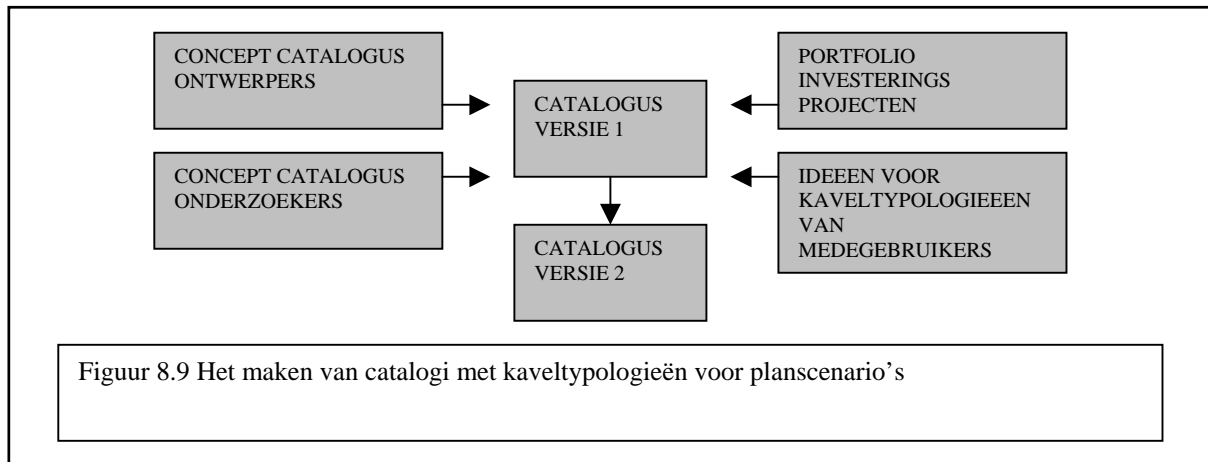 CONCEPT CATALOGUS
ONTWERPERS
PORTFOLIO
INVESTERINGS
PROJECTEN
CATALOGUS
VERSIE 1
CONCEPT CATALOGUS
ONDERZOEKERS
IDEEEN VOOR
KAVELTYPOLOGIEEEN
VAN
MEDEGEBRUIKERS
CATALOGUS
VERSIE 2
Figuur 8.9 Het maken van catalogi met kaveltypologieën voor planscenario’s